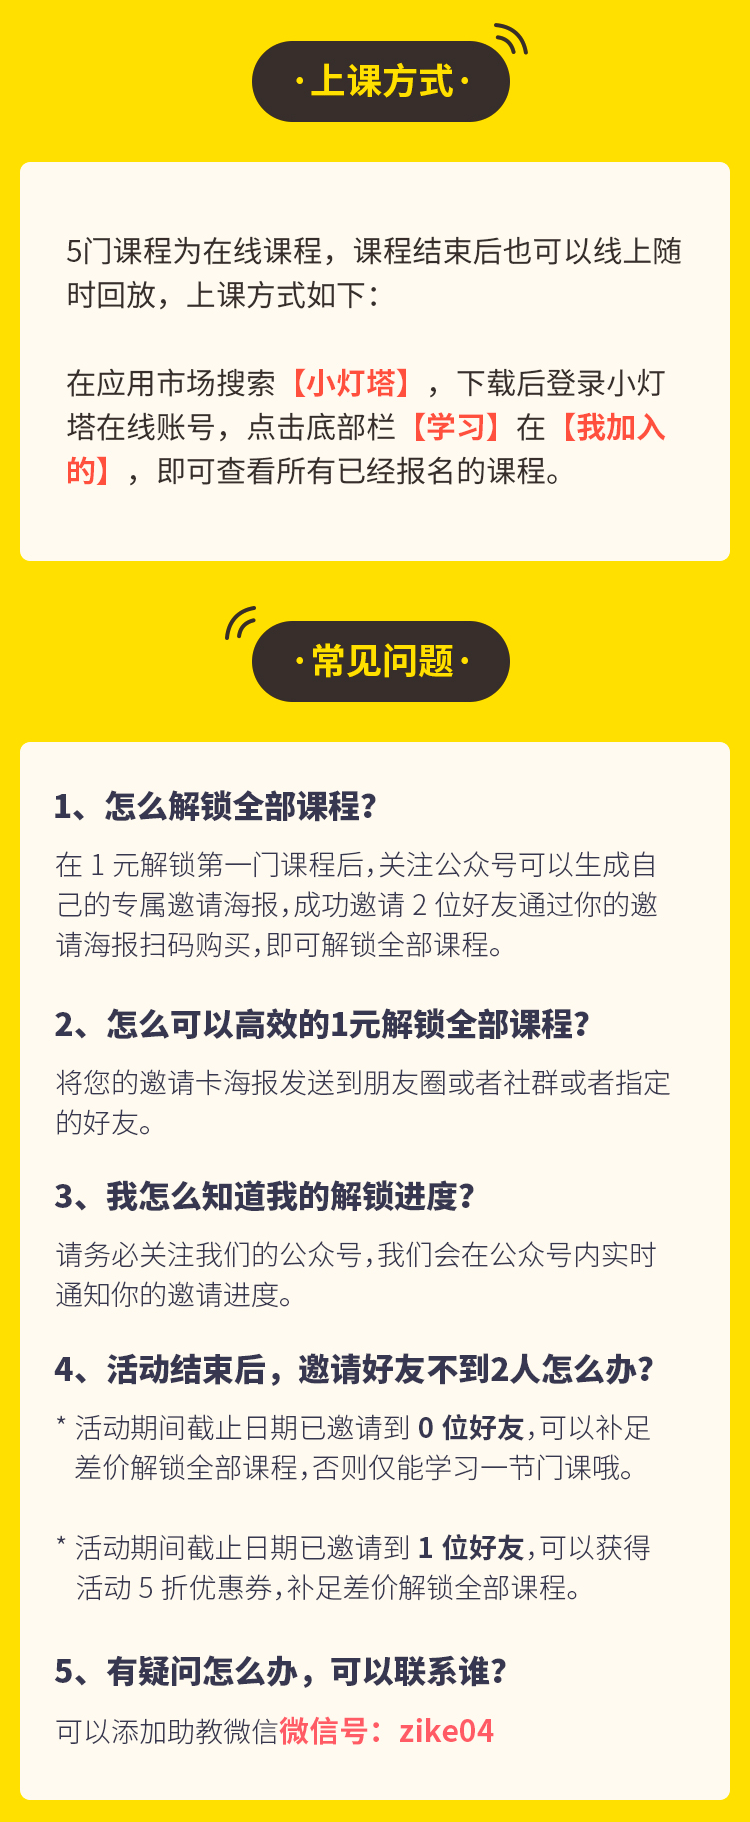 ·上课方式·
5门课程为在线课程，课程结束后也可以线上随
时回放，上课方式如下：
在应用市场搜索【小灯塔】，下载后登录小灯
塔在线账号，点击底部栏【学习】在【我加入
的】，即可查看所有已经报名的课程。
·常见问题·
1、怎么解锁全部课程？
在 1 元解锁第一门课程后，关注公众号可以生成自
己的专属邀请海报，成功邀请 2 位好友通过你的邀
请海报扫码购买，即可解锁全部课程。
2、怎么可以高效的1元解锁全部课程？
将您的邀请卡海报发送到朋友圈或者社群或者指定
的好友。
3、我怎么知道我的解锁进度？
请务必关注我们的公众号，我们会在公众号内实时
通知你的邀请进度。
4、活动结束后，邀请好友不到2人怎么办？
* 活动期间截止日期已邀请到 0 位好友，可以补足
差价解锁全部课程，否则仅能学习一节门课哦。
* 活动期间截止日期已邀请到 1 位好友，可以获得
活动 5 折优惠券，补足差价解锁全部课程。
5、有疑问怎么办，可以联系谁？
可以添加助教微信微信号：zike04